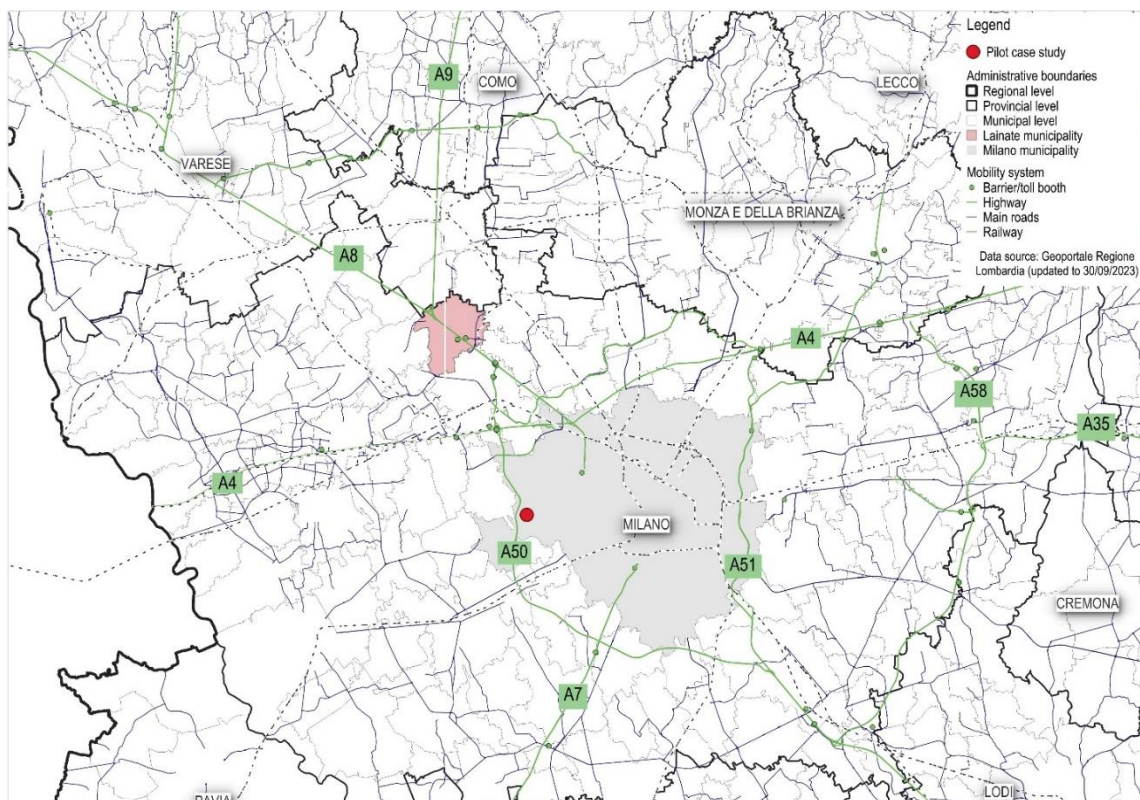 Legend
Pilot case study
Administrative boundaries
Regional level
Provincial level
Municipal level
Lainate municipality
Milano municipality
Mobility system
Barrier/toll booth
Highway
Main roads
Railway
Data source: Geoportale Regione
Lombardia (updated to 30/09/2023)
A9
COMO
LECCO
VARESE
MONZA E DELLA BRIANZA
A8
A4
A58
A35
A4
MILANO
A50
A51
CREMONA
A7
PAVIA
LODI